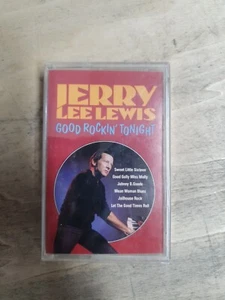 JERRY
LEE LEWIS
GOOD ROCKIN' TONIGHT
Sweet Little Sixteen
Good Golly Miss Molly
Johnny B. Goode
Mean Woman Blues
Jailhouse Rock
Let The Good Times Roll